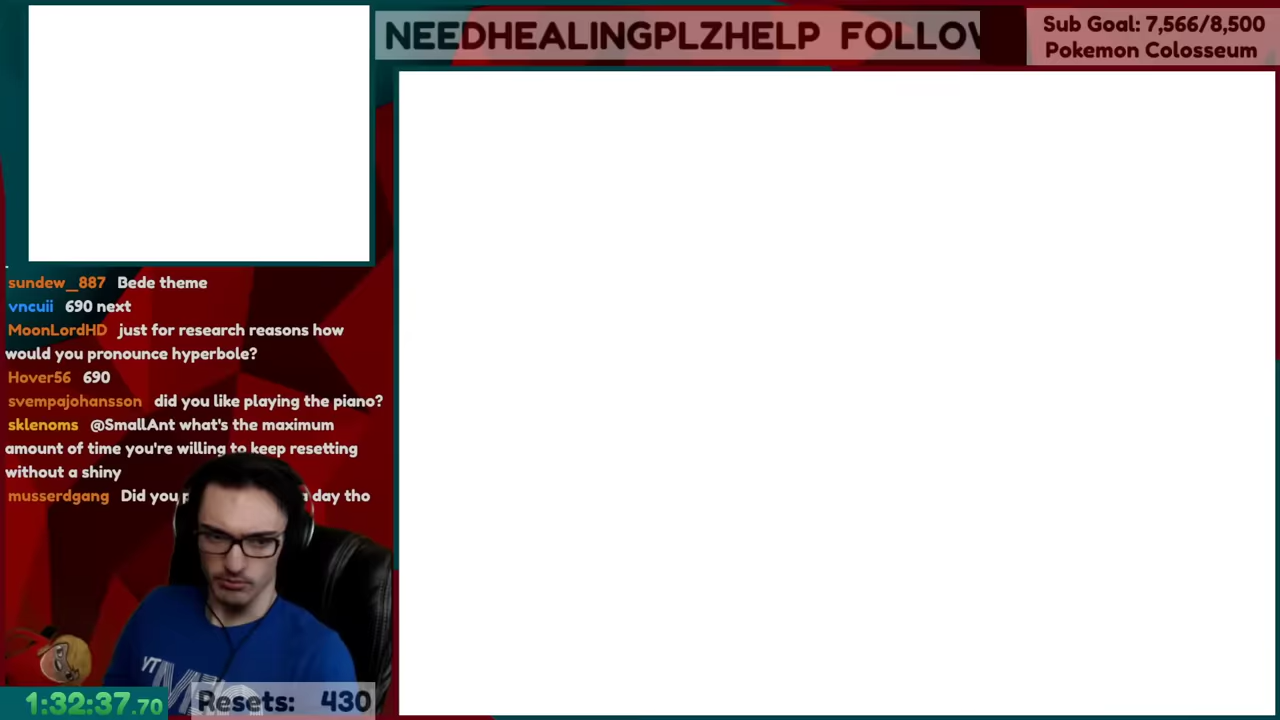 NEEDHEALINGPLZHELP FOLLOW
Sub Goal: 7,566/8,500
Pokemon Colosseum
sundew_887 Bede theme
vncuii 690 next
MoonLordHD just for research reasons how
would you pronounce hyperbole?
Hover56 690
svempajohansson did you like playing the piano?
sklenoms @SmallAnt what's the maximum
amount of time you're willing to keep resetting
without a shiny
musserdgang Did you a day tho
YT
1:32:37.70
Resets: 430